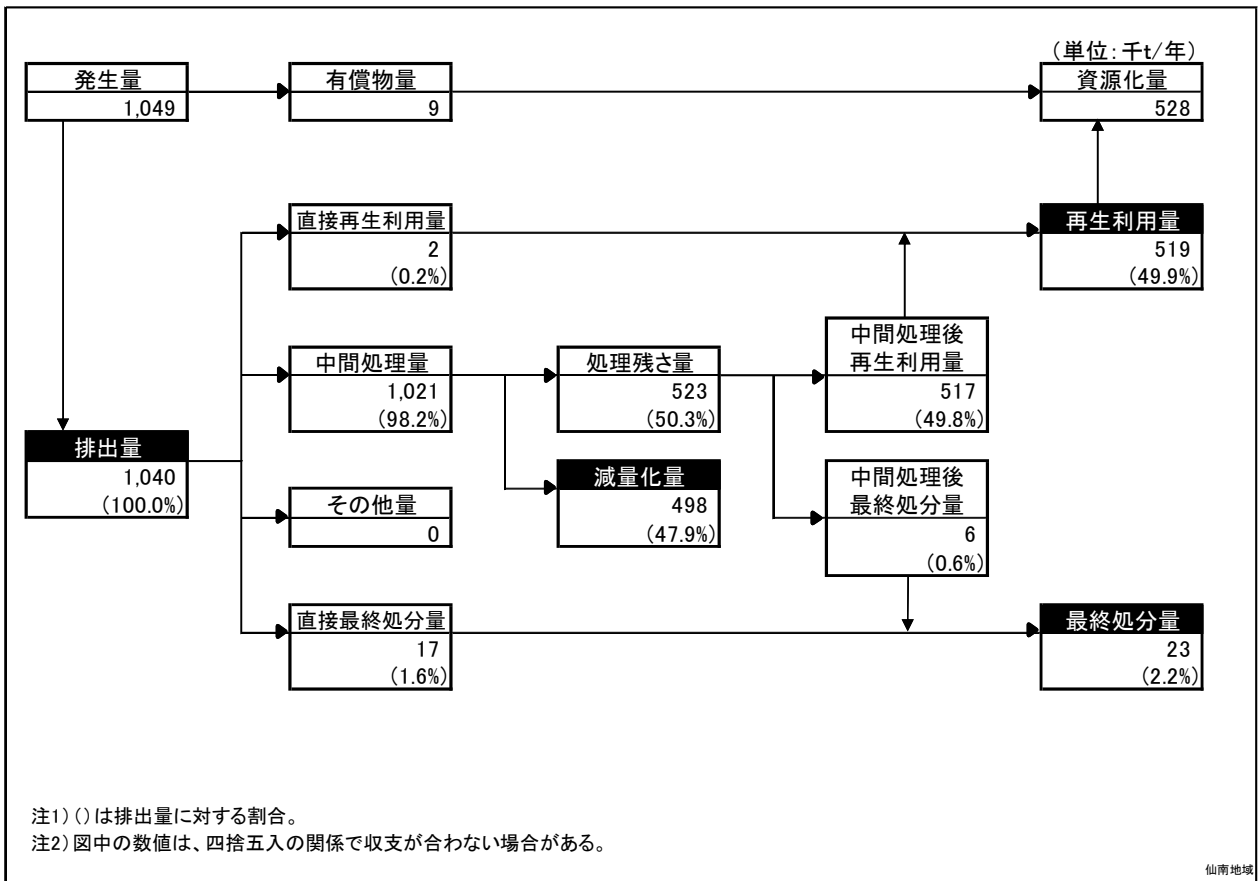 (単位:千t/年)
発生量
1,049
有償物量
9
資源化量
528
直接再生利用量
2
(0.2%)
再生利用量
519
(49.9%)
中間処理量
1,021
(98.2%)
処理残さ量
523
(50.3%)
中間処理後
再生利用量
517
(49.8%)
排出量
1,040
(100.0%)
減量化量
498
(47.9%)
中間処理後
最終処分量
6
(0.6%)
その他量
0
直接最終処分量
17
(1.6%)
最終処分量
23
(2.2%)
注1)()は排出量に対する割合。
注2)図中の数値は、四捨五入の関係で収支が合わない場合がある。
仙南地域